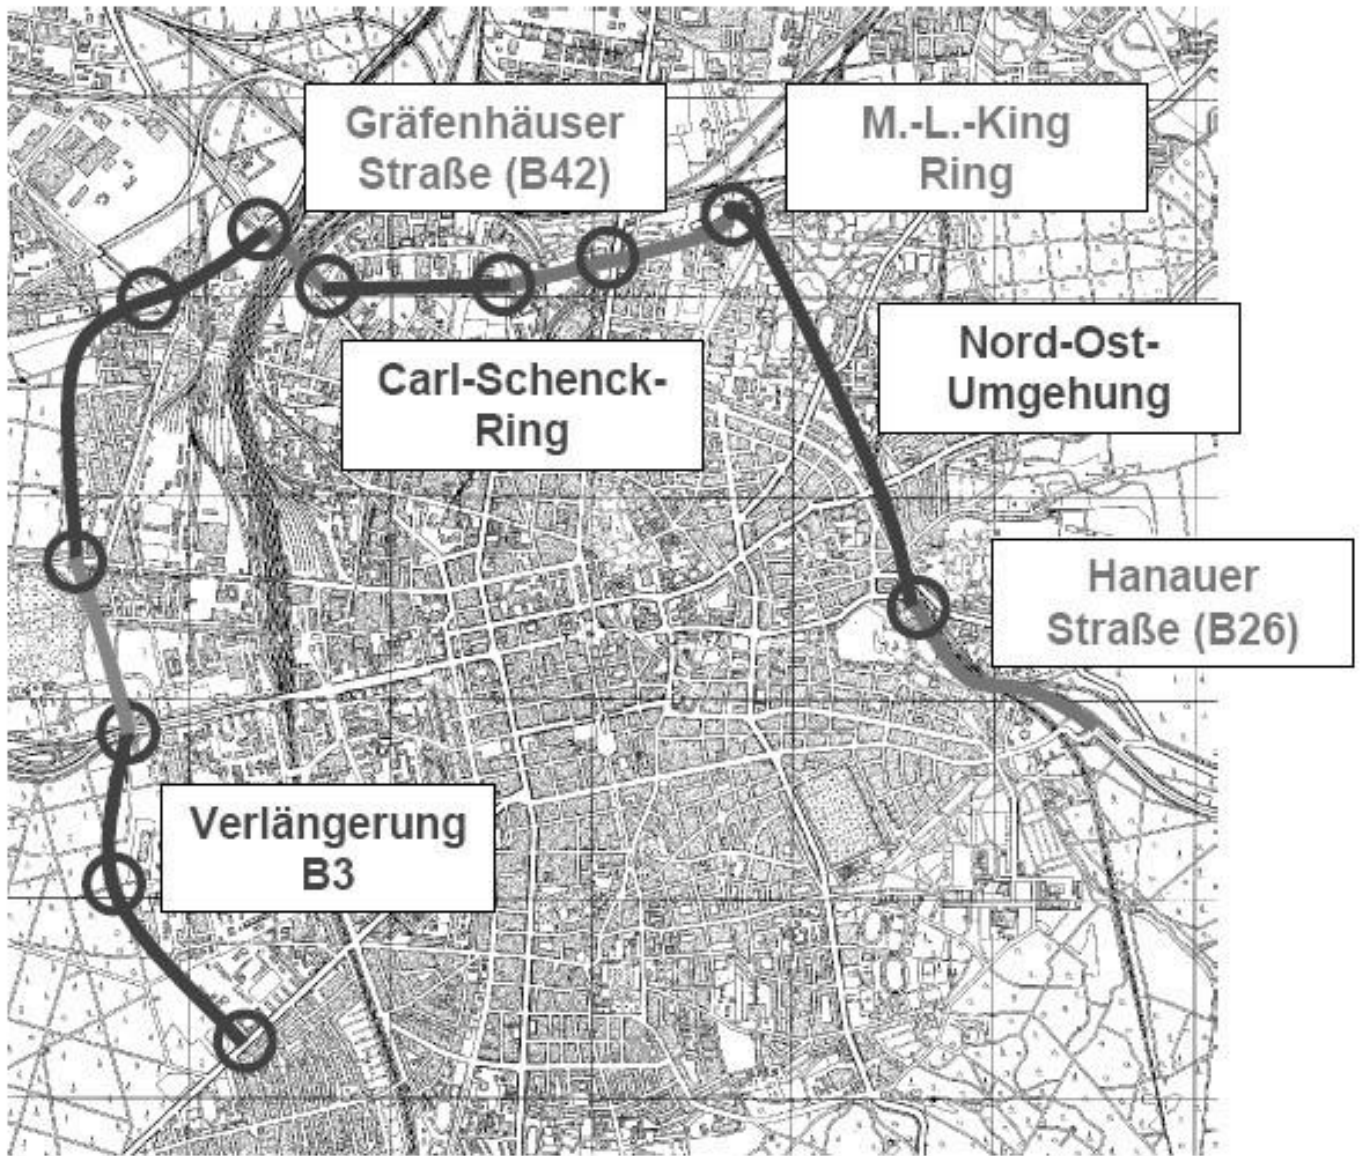 Gräfenhäuser
Straße (B42)
M.-L.-King
Ring
Carl-Schenck-
Ring
Nord-Ost-
Umgehung
Hanauer
Straße (B26)
Verlängerung
B3